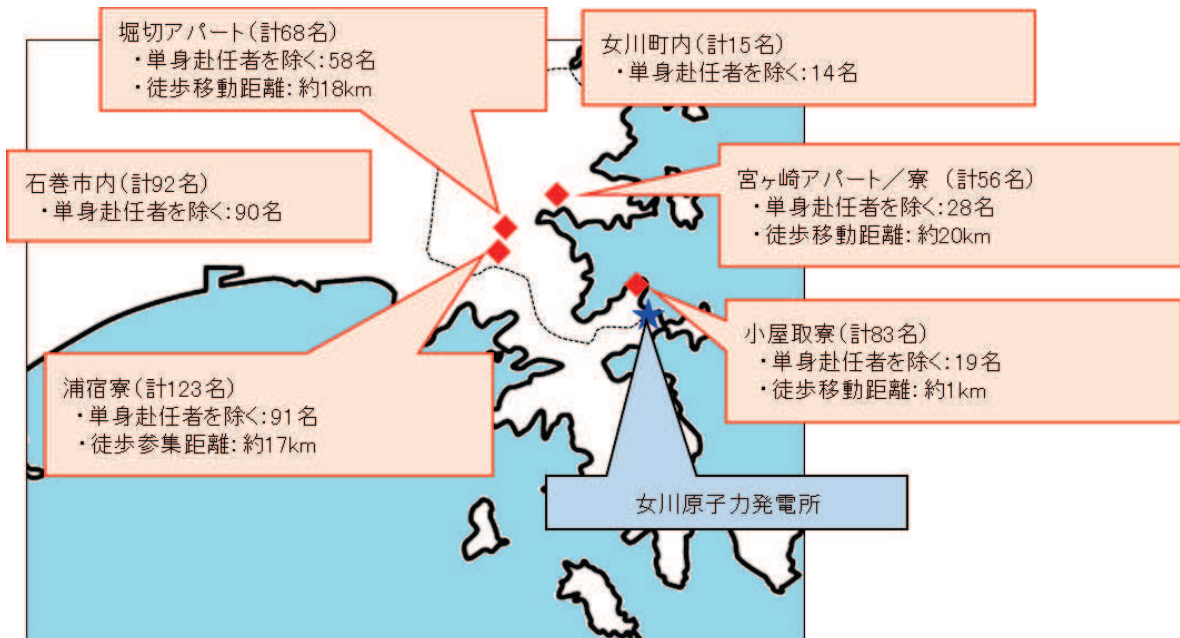 堀切アパート(計68名)
・単身赴任者を除く:58名
・徒歩移動距離:約18km
女川町内(計15名)
・単身赴任者を除く:14名
石巻市内(計92名)
・単身赴任者を除く:90名
宮ヶ崎アパート／寮 (計56名)
・単身赴任者を除く:28名
・徒歩移動距離:約20km
小屋取寮(計83名)
・単身赴任者を除く:19名
・徒歩移動距離:約1km
浦宿寮(計123名)
・単身赴任者を除く:91名
・徒歩参集距離:約17km
女川原子力発電所